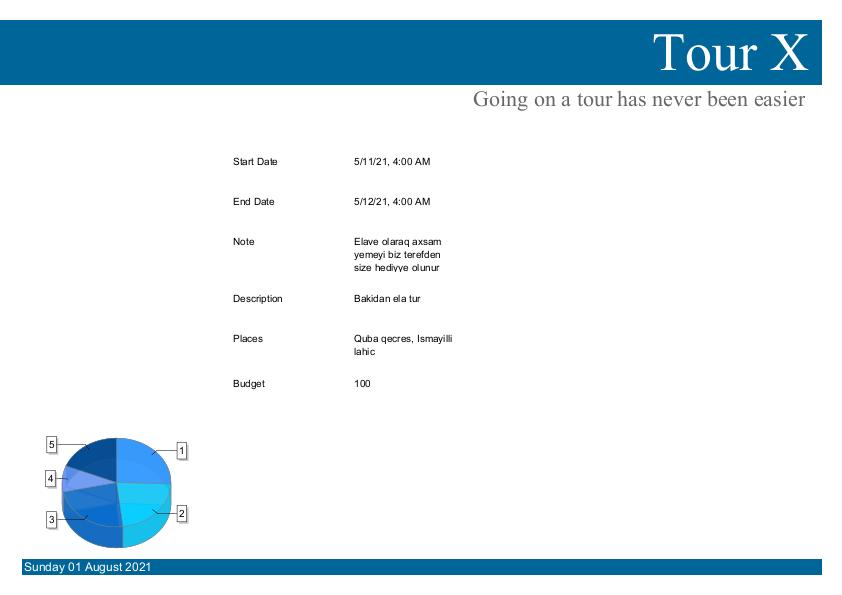 Tour X
Going on a tour has never been easier
Start Date 5/11/21, 4:00 AM
End Date 5/12/21, 4:00 AM
Note Elave olaraq axsam
yemeyi biz terefden
size hediyye olunur
Description Bakidan ela tur
Places Quba qecres, Ismayilli
lahic
Budget 100
5
1
4
2
3
Sunday 01 August 2021